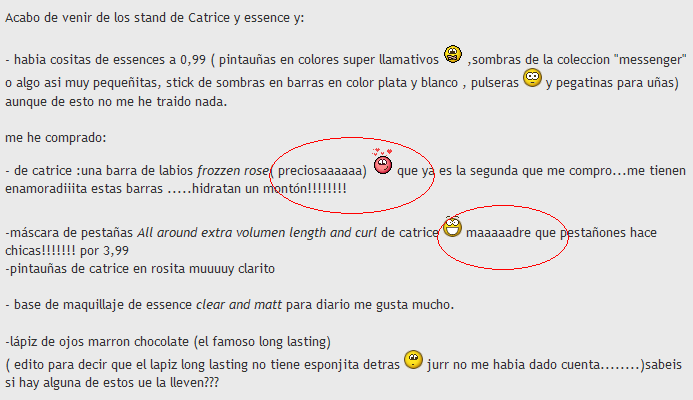 Acabo de venir de los stand de Catrice y essence y:
- habia cositas de essences a 0,99 ( pintauñas en colores super llamativos ,sombras de la coleccion "messenger"
o algo asi muy pequeñitas, stick de sombras en barras en color plata y blanco , pulseras y pegatinas para uñas)
aunque de esto no me he traido nada.
me he comprado:
- de catrice :una barra de labios frozzen rose( preciosaaaaaa) que ya es la segunda que me compro...me tienen
enamoradiiiita estas barras .....hidratan un montón!!!!!!!!
-máscara de pestañas All around extra volumen length and curl de catrice maaaaadre que pestañones hace
chicas!!!!!!! por 3,99
-pintauñas de catrice en rosita muuuuy clarito
- base de maquillaje de essence clear and matt para diario me gusta mucho.
-lápiz de ojos marron chocolate (el famoso long lasting)
( edito para decir que el lapiz long lasting no tiene esponjita detras jurr no me habia dado cuenta........)sabeis
si hay alguna de estos ue la lleven???